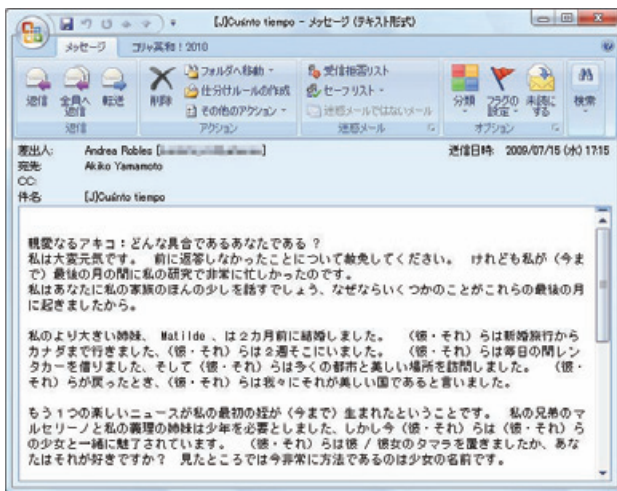 [J]Cuánto tiempo - メッセージ (テキスト形式)
メッセージ コリャ英和！2010
返信 全員へ返信 転送 削除 フォルダへ移動 仕分けルールの作成 その他のアクション 受信拒否リスト セーフリスト 迷惑メールではないメール 分類 フラグの設定 未読にする 検索
返信 アクション 迷惑メール オプション
差出人: Andrea Robles [ ] 送信日時: 2009/07/15 (水) 17:15
宛先: Akiko Yamamoto
CC:
件名: [J]Cuánto tiempo
親愛なるアキコ：どんな具合であるあなたである ？
私は大変元気です。 前に返答しなかったことについて赦免してください。 けれども私が（今ま
で）最後の月の間に私の研究で非常に忙しかったのです。
私はあなたに私の家族のほんの少しを話すでしょう、なぜならいくつかのことがこれらの最後の月
に起きましたから。
私のより大きい姉妹、 Matilde 、は２カ月前に結婚しました。 （彼・それ）らは新婚旅行から
カナダまで行きました、（彼・それ）らは２週そこにいました。 （彼・それ）らは毎日の間レン
タカーを借りました、そして（彼・それ）らは多くの都市と美しい場所を訪問しました。 （彼・
それ）らが戻ったとき、（彼・それ）らは我々にそれが美しい国であると言いました。
もう１つの楽しいニュースが私の最初の姪が（今まで）生まれたということです。 私の兄弟のマ
ルセリーノと私の義理の姉妹は少年を必要としました、しかし今（彼・それ）らは（彼・それ）ら
の少女と一緒に魅了されています。 （彼・それ）らは彼 / 彼女のタマラを置きましたか、あな
たはそれが好きですか？ 見たところでは今非常に方法であるのは少女の名前です。